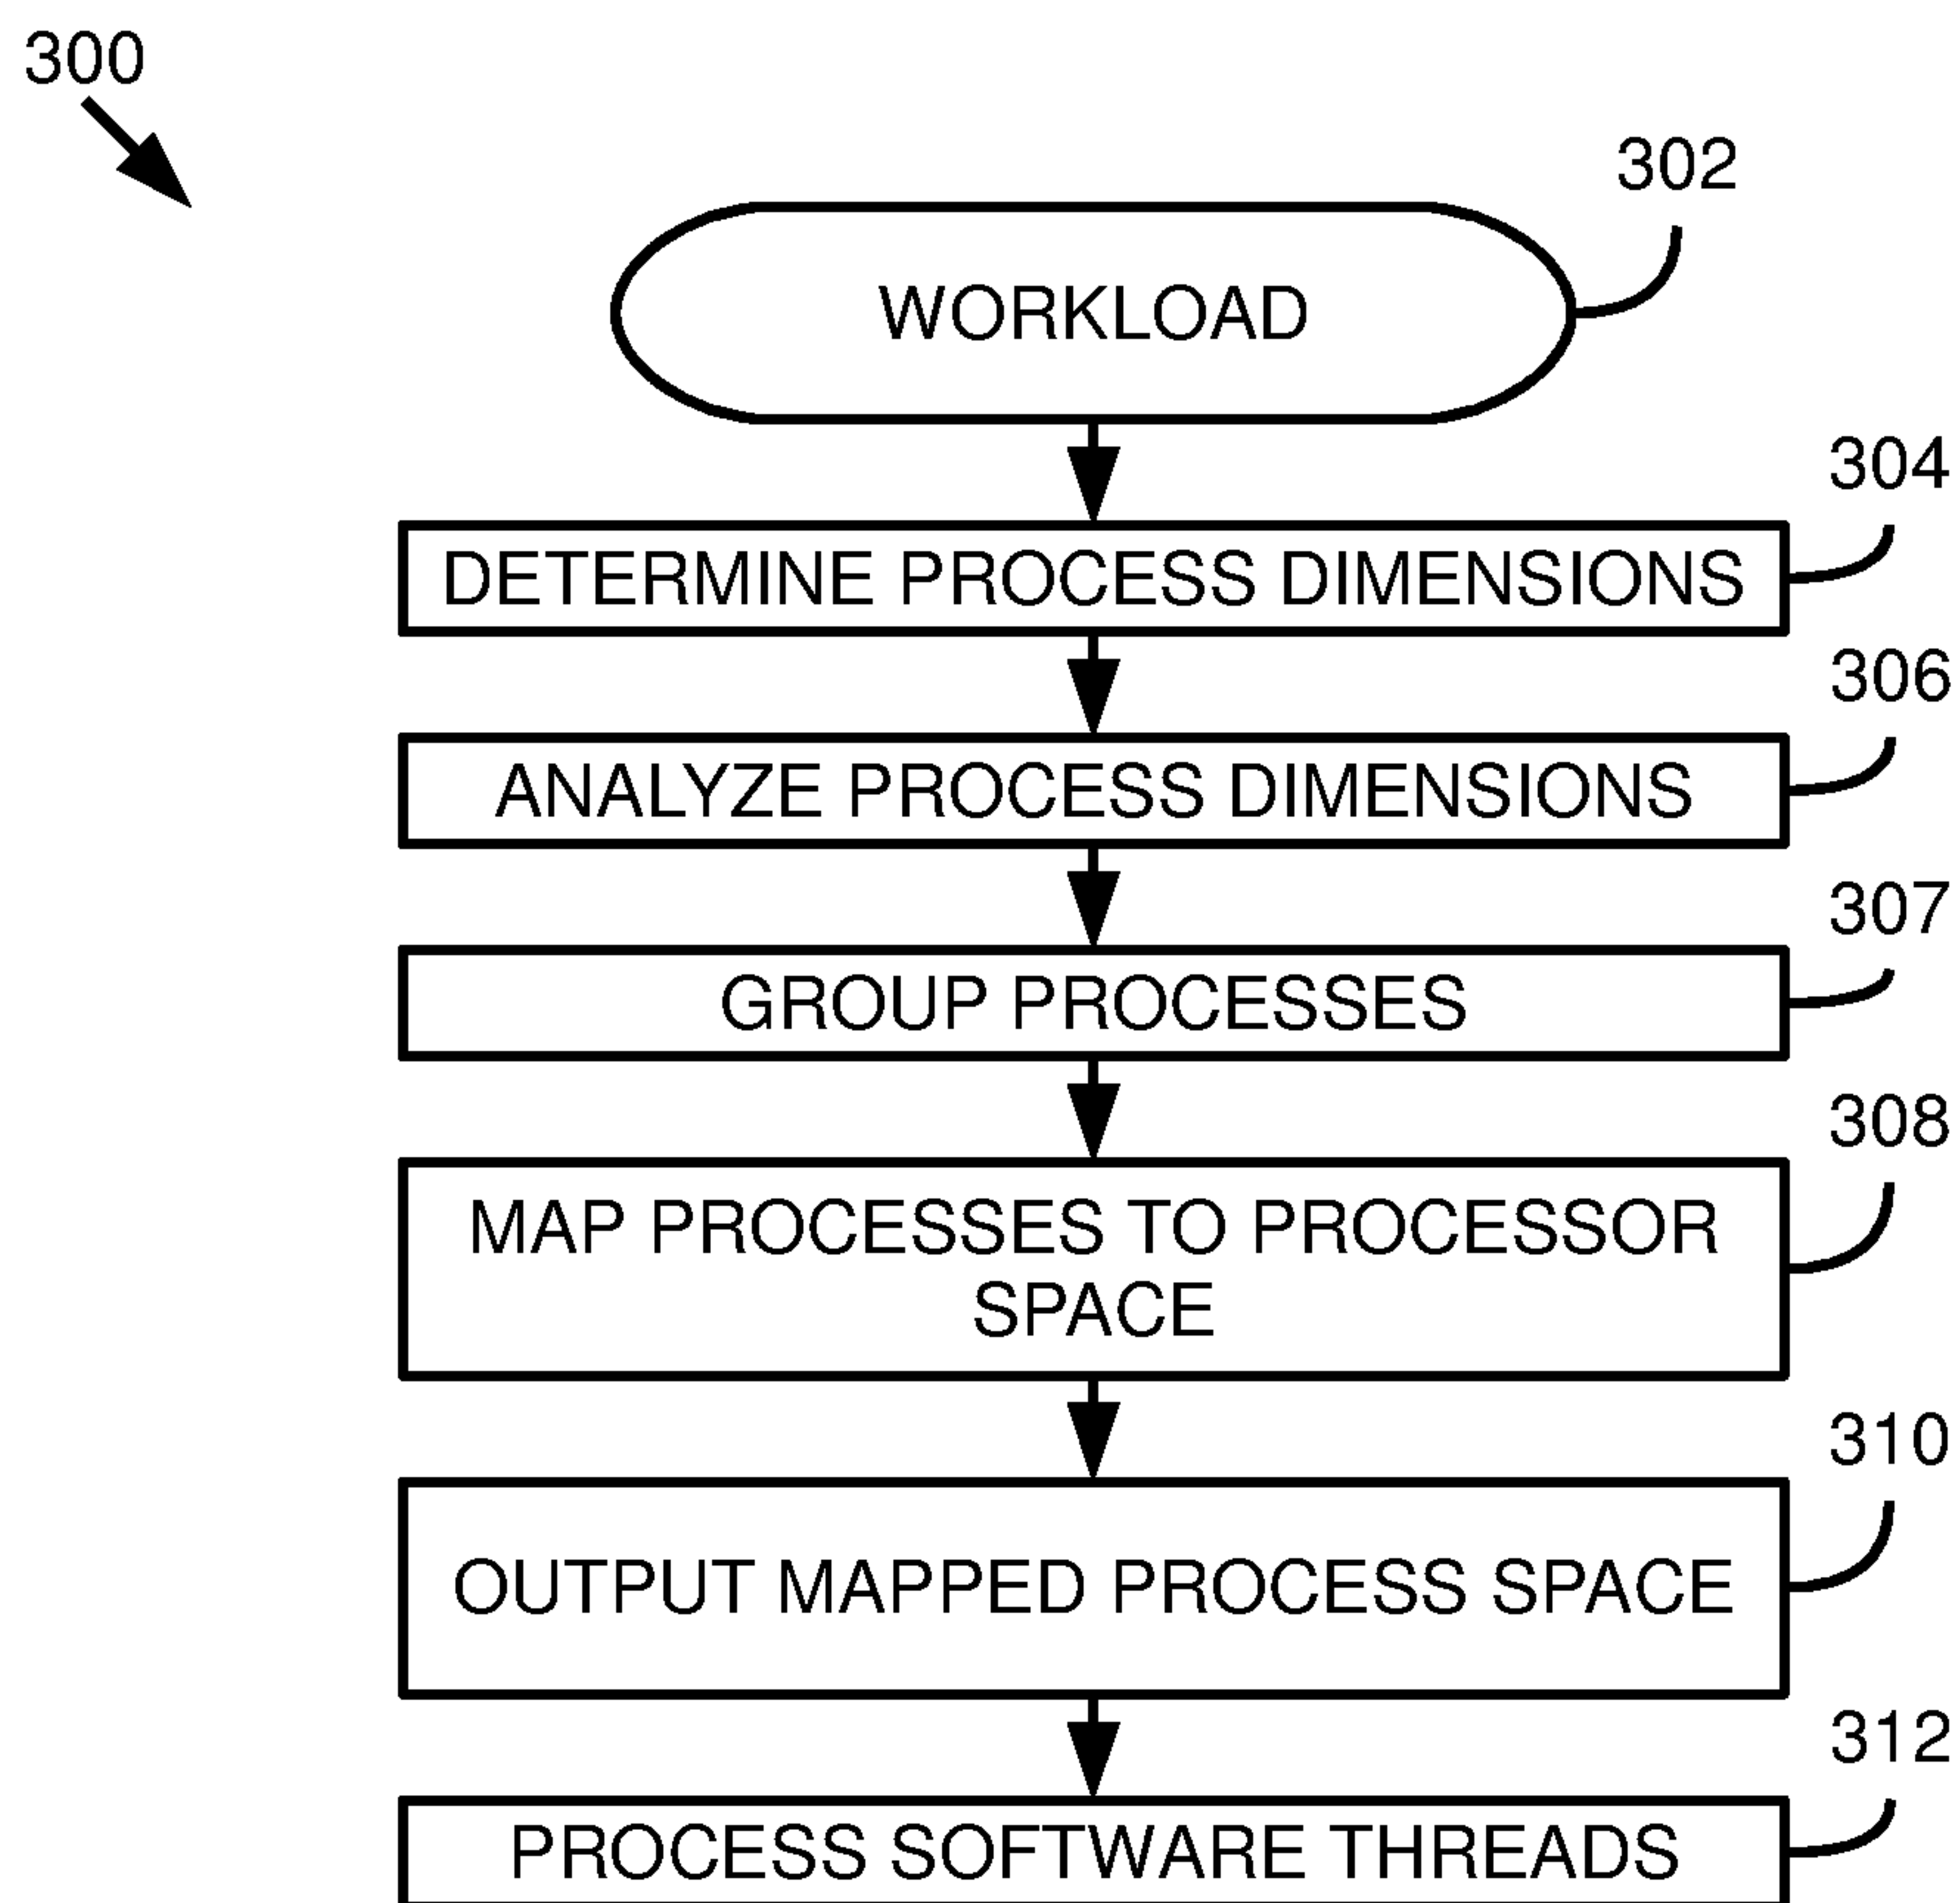 300
302
WORKLOAD
304
DETERMINE PROCESS DIMENSIONS
306
ANALYZE PROCESS DIMENSIONS
307
GROUP PROCESSES
308
MAP PROCESSES TO PROCESSOR
SPACE
310
OUTPUT MAPPED PROCESS SPACE
312
PROCESS SOFTWARE THREADS